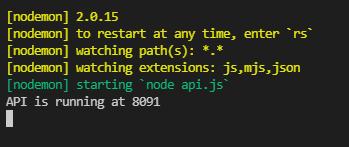 [nodemon] 2.0.15
[nodemon] to restart at any time, enter `rs`
[nodemon] watching path(s): *.*
[nodemon] watching extensions: js,mjs,json
[nodemon] starting `node api.js`
API is running at 8091